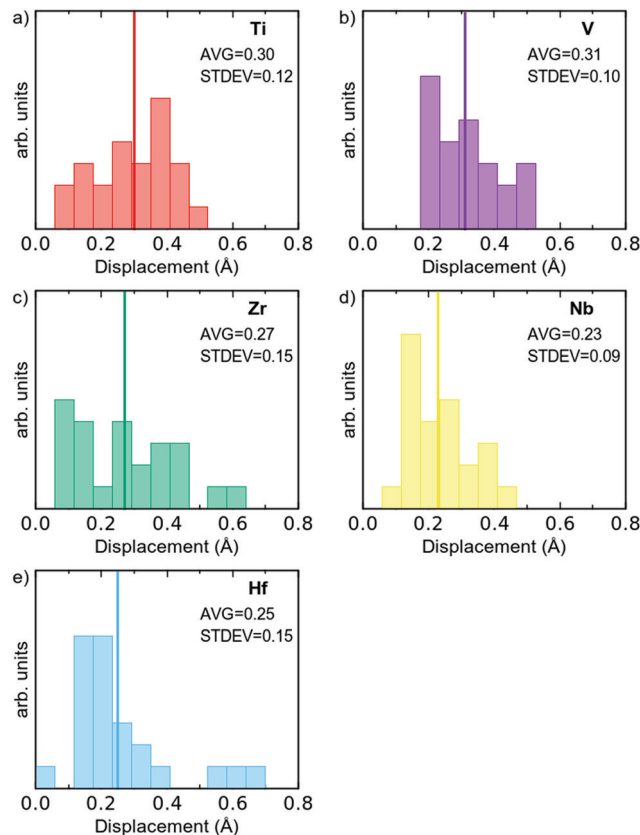 a)
Ti
AVG=0.30
STDEV=0.12
arb. units
0.0 0.2 0.4 0.6 0.8
Displacement (Å)
b)
V
AVG=0.31
STDEV=0.10
arb. units
0.0 0.2 0.4 0.6 0.8
Displacement (Å)
c)
Zr
AVG=0.27
STDEV=0.15
arb. units
0.0 0.2 0.4 0.6 0.8
Displacement (Å)
d)
Nb
AVG=0.23
STDEV=0.09
arb. units
0.0 0.2 0.4 0.6 0.8
Displacement (Å)
e)
Hf
AVG=0.25
STDEV=0.15
arb. units
0.0 0.2 0.4 0.6 0.8
Displacement (Å)